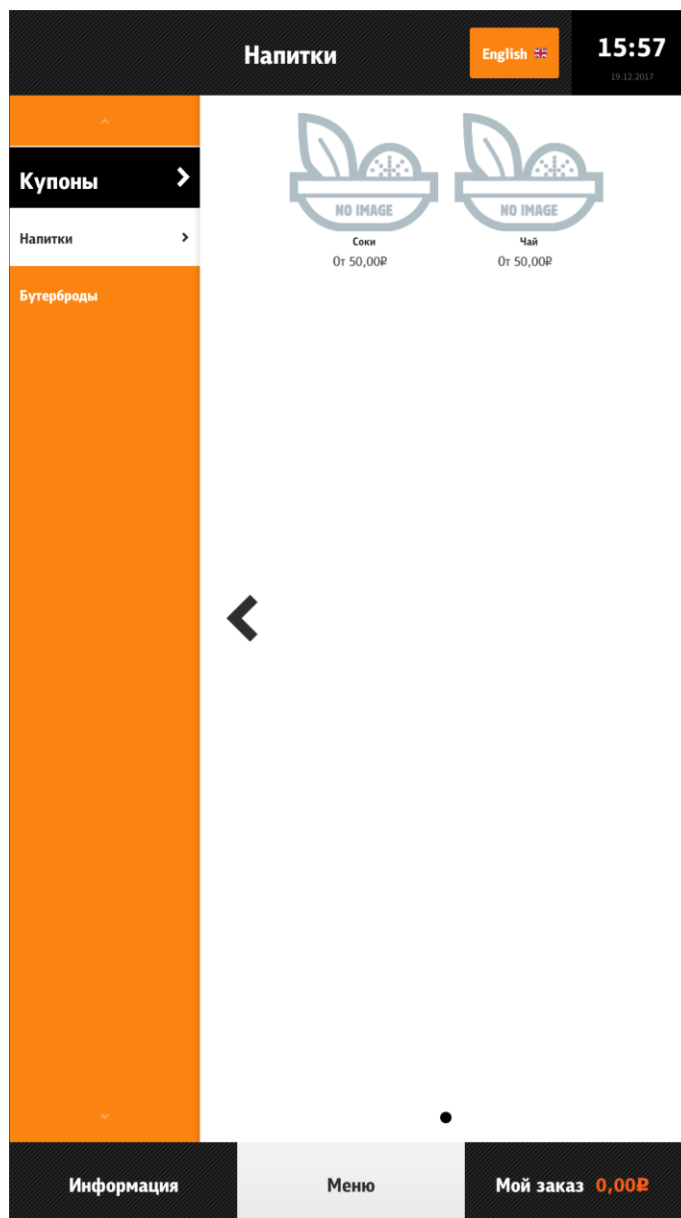 Напитки
English
15:57
19.12.2017
Купоны
Напитки
Бутерброды
NO IMAGE
Соки
От 50,00₽
NO IMAGE
Чай
От 50,00₽
Информация
Меню
Мой заказ 0,00₽